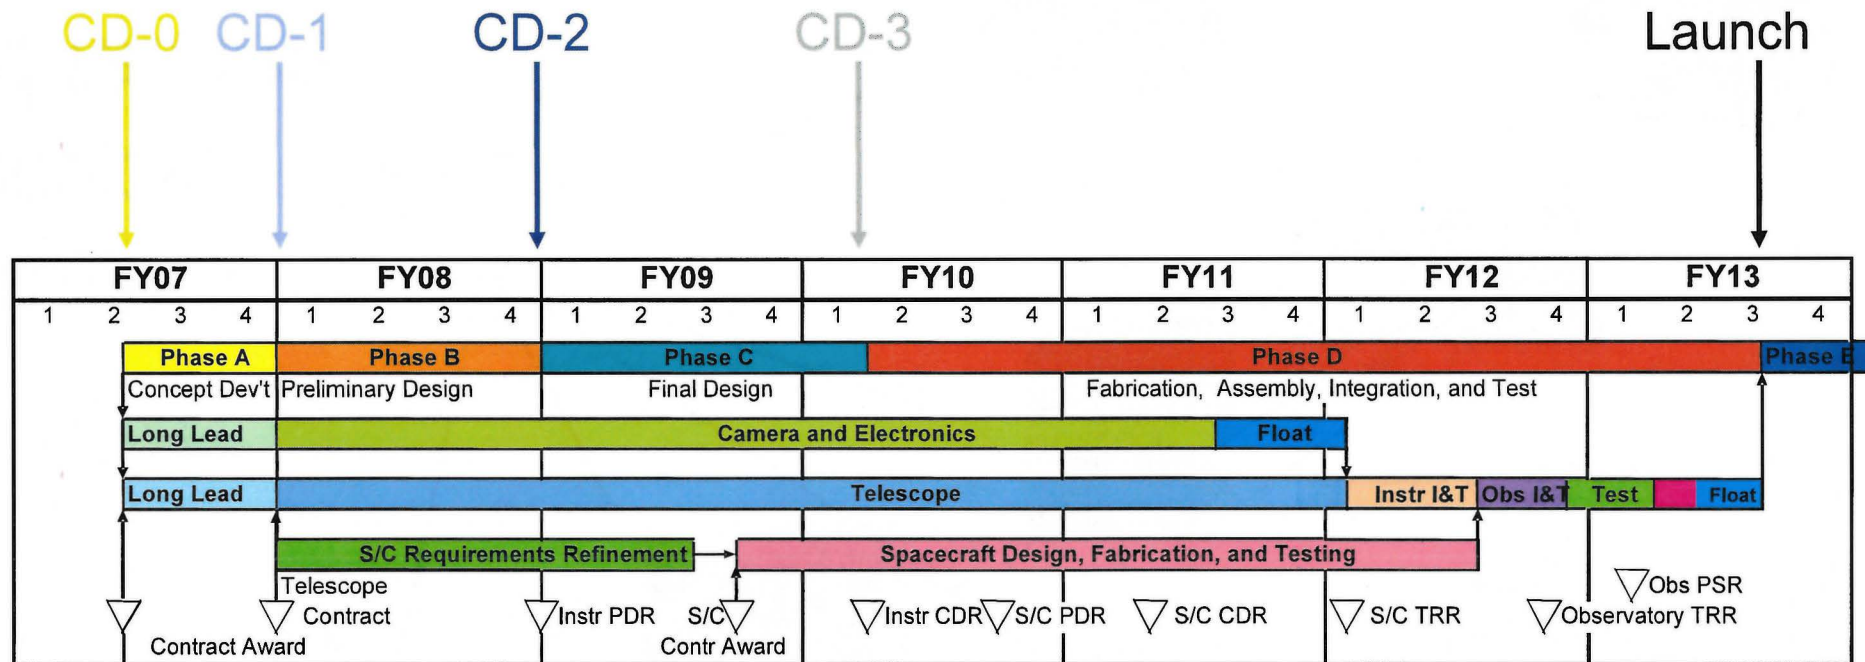 CD-0 CD-1 CD-2 CD-3 Launch
FY07 FY08 FY09 FY10 FY11 FY12 FY13
1 2 3 4 1 2 3 4 1 2 3 4 1 2 3 4 1 2 3 4 1 2 3 4 1 2 3 4
Phase A Phase B Phase C Phase D Phase E
Concept Dev't Preliminary Design Final Design Fabrication, Assembly, Integration, and Test
Long Lead Camera and Electronics Float
Long Lead Telescope Instr I&T Obs I&T Test Float
S/C Requirements Refinement Spacecraft Design, Fabrication, and Testing
Telescope Obs PSR
Contract Instr PDR S/C Instr CDR S/C PDR S/C CDR S/C TRR Observatory TRR
Contract Award Contr Award